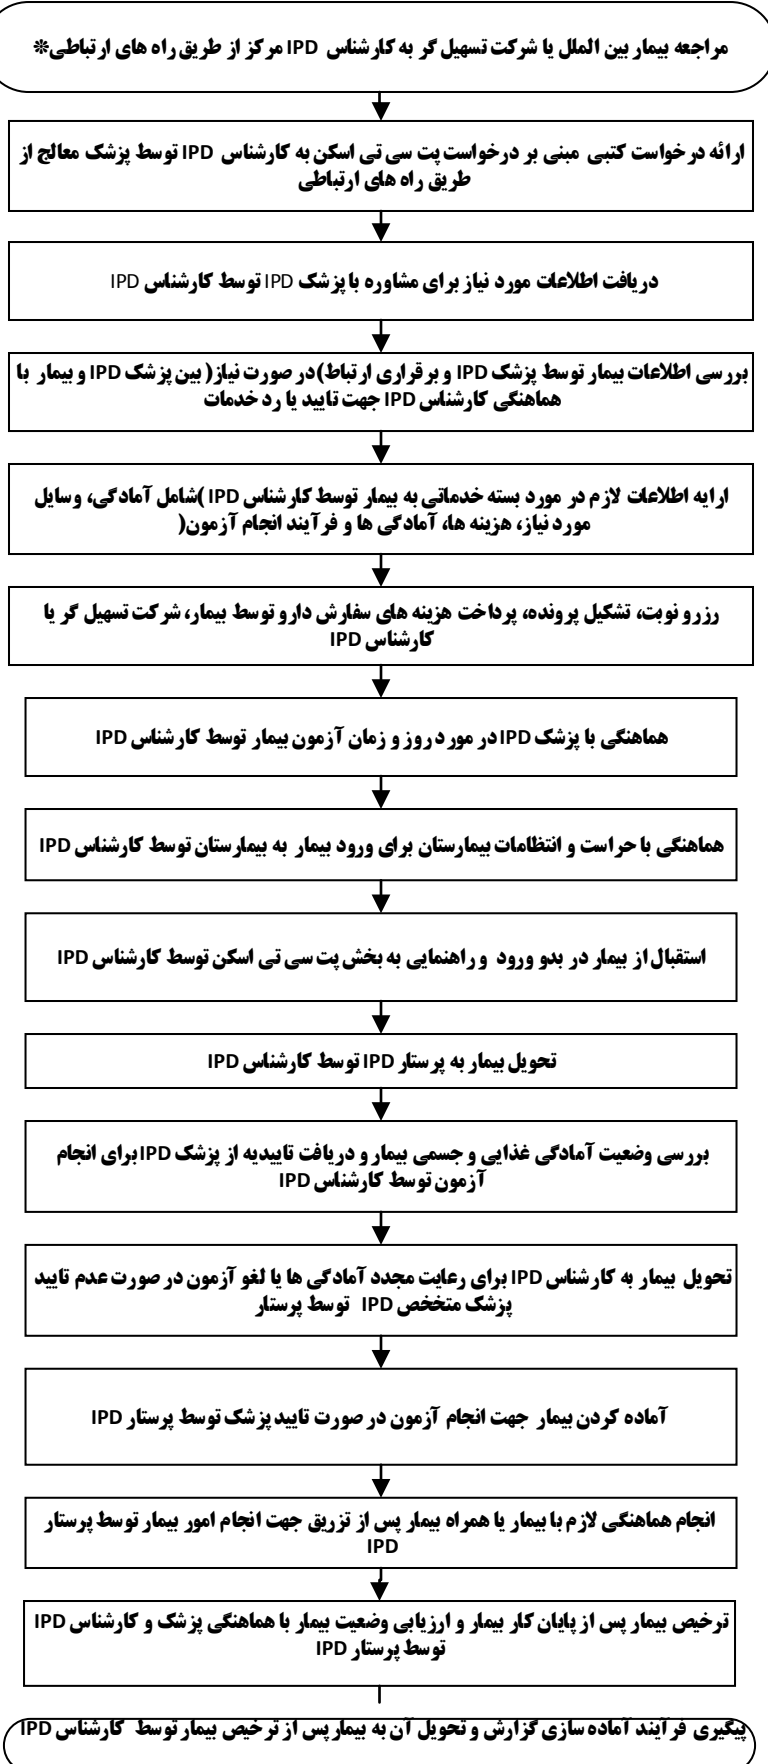 مراجعه بیمار بین الملل یا شرکت تسهیل گر به کارشناس IPD مرکز از طریق راه های ارتباطی*
ارائه درخواست کتبی مبنی بر درخواست پت سی تی اسکن به کارشناس IPD توسط پزشک معالج از
طریق راه های ارتباطی
دریافت اطلاعات مورد نیاز برای مشاوره با پزشک IPD توسط کارشناس IPD
بررسی اطلاعات بیمار توسط پزشک IPD و برقراری ارتباط)در صورت نیاز( بین پزشک IPD و بیمار با
هماهنگی کارشناس IPD جهت تایید یا رد خدمات
ارایه اطلاعات لازم در مورد بسته خدماتی به بیمار توسط کارشناس IPD )شامل آمادگی، وسایل
مورد نیاز، هزینه ها، آمادگی ها و فرآیند انجام آزمون(
رزرو نوبت، تشکیل پرونده، پرداخت هزینه های سفارش دارو توسط بیمار، شرکت تسهیل گر یا
کارشناس IPD
هماهنگی با پزشک IPD در مورد روز و زمان آزمون بیمار توسط کارشناس IPD
هماهنگی با حراست و انتظامات بیمارستان برای ورود بیمار به بیمارستان توسط کارشناس IPD
استقبال از بیمار در بدو ورود و راهنمایی به بخش پت سی تی اسکن توسط کارشناس IPD
تحویل بیمار به پرستار IPD توسط کارشناس IPD
بررسی وضعیت آمادگی غذایی و جسمی بیمار و دریافت تاییدیه از پزشک IPD برای انجام
آزمون توسط کارشناس IPD
تحویل بیمار به کارشناس IPD برای رعایت مجدد آمادگی ها یا لغو آزمون در صورت عدم تایید
پزشک متخخص IPD توسط پرستار
آماده کردن بیمار جهت انجام آزمون در صورت تایید پزشک توسط پرستار IPD
انجام هماهنگی لازم با بیمار یا همراه بیمار پس از تزریق جهت انجام امور بیمار توسط پرستار
IPD
ترخیص بیمار پس از پایان کار بیمار و ارزیابی وضعیت بیمار با هماهنگی پزشک و کارشناس IPD
توسط پرستار IPD
پیگیری فرآیند آماده سازی گزارش و تحویل آن به بیمار پس از ترخیص بیمار توسط کارشناس IPD